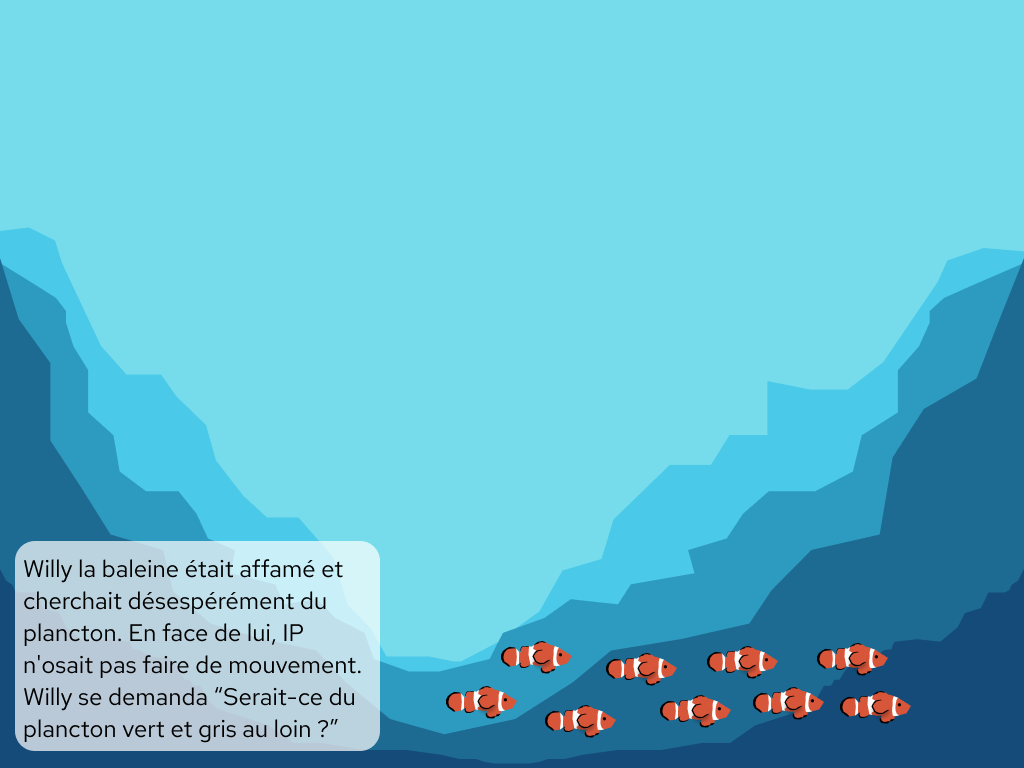 Willy la baleine était affamé et
cherchait désespérément du
plancton. En face de lui, IP
n'osait pas faire de mouvement.
Willy se demanda “Serait-ce du
plancton vert et gris au loin ?”